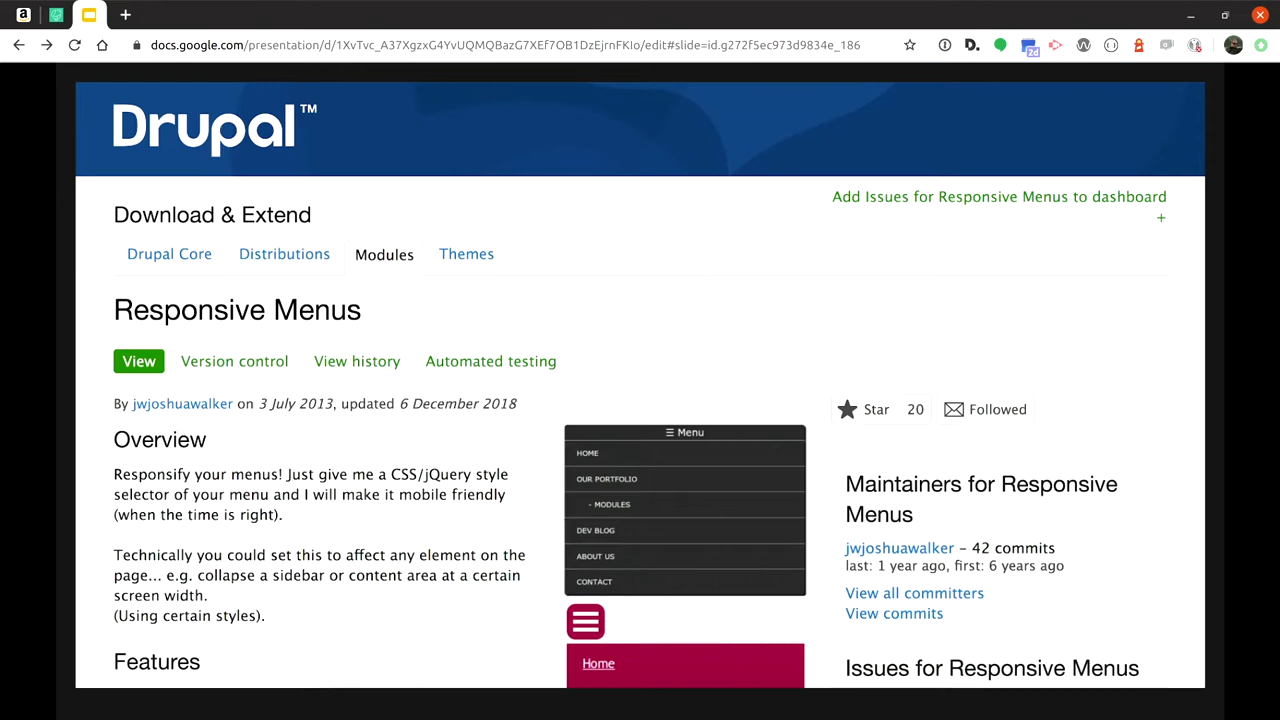 docs.google.com/presentation/d/1XvTvc_A37XgzxG4YvUQMQBazG7XEf7OB1DzEjrnFKIo/edit#slide=id.g272f5ec973d9834e_186
2d
Drupal™
Add Issues for Responsive Menus to dashboard
+
Download & Extend
Drupal Core
Distributions
Modules
Themes
Responsive Menus
View
Version control
View history
Automated testing
By jwjoshuawalker on 3 July 2013, updated 6 December 2018
Star 20
Followed
Overview
Responsify your menus! Just give me a CSS/jQuery style
selector of your menu and I will make it mobile friendly
(when the time is right).
Technically you could set this to affect any element on the
page... e.g. collapse a sidebar or content area at a certain
screen width.
(Using certain styles).
Features
☰ Menu
HOME
OUR PORTFOLIO
- MODULES
DEV BLOG
ABOUT US
CONTACT
Home
Maintainers for Responsive
Menus
jwjoshuawalker – 42 commits
last: 1 year ago, first: 6 years ago
View all committers
View commits
Issues for Responsive Menus